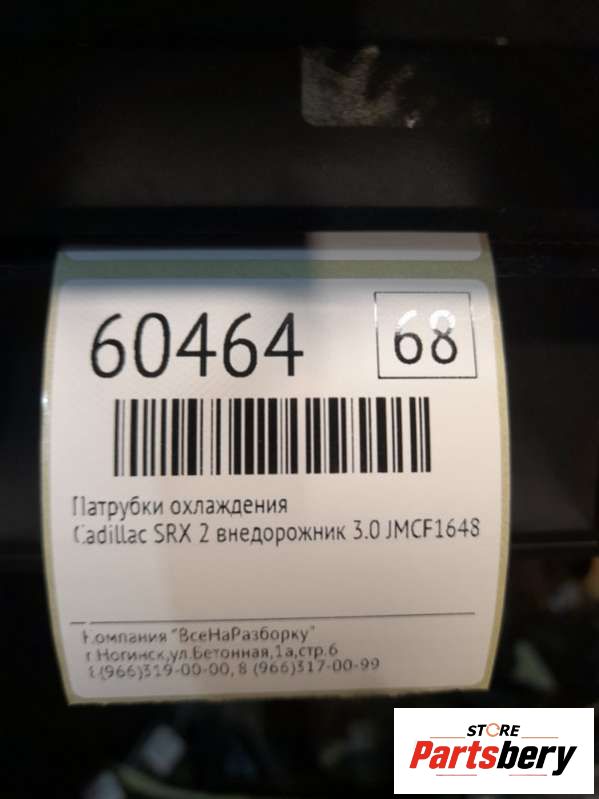 60464 68
Патрубки охлаждения
Cadillac SRX 2 внедорожник 3.0 JMCF1648
Компания "ВсеНаРазборку"
г.Ногинск,ул.Бетонная,1а,стр.6
8(966)319-00-00, 8 (966)317-00-99
STORE
Partsbery